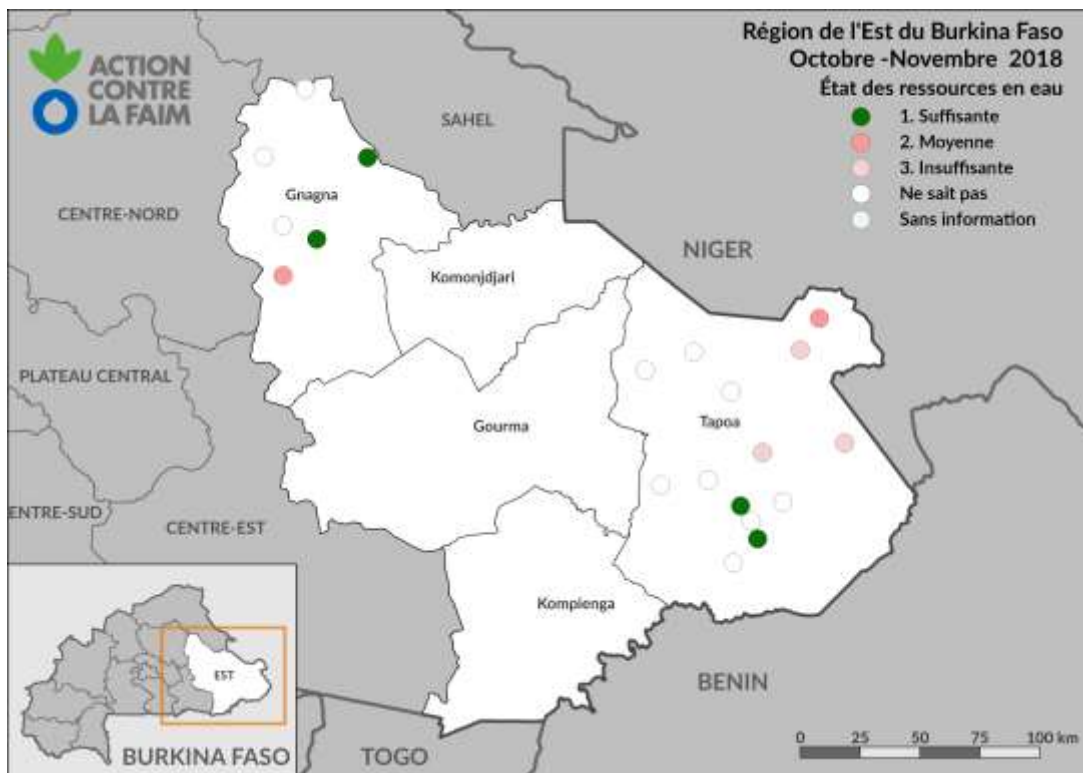 Région de l'Est du Burkina Faso
Octobre -Novembre 2018
État des ressources en eau
1. Suffisante
2. Moyenne
3. Insuffisante
Ne sait pas
Sans information
ACTION
CONTRE
LA FAIM
SAHEL
Gnagna
CENTRE-NORD
NIGER
Komonjdjari
PLATEAU CENTRAL
Gourma
Tapoa
ENTRE-SUD
CENTRE-EST
Kompienga
EST
BENIN
BURKINA FASO
TOGO
0 25 50 75 100 km